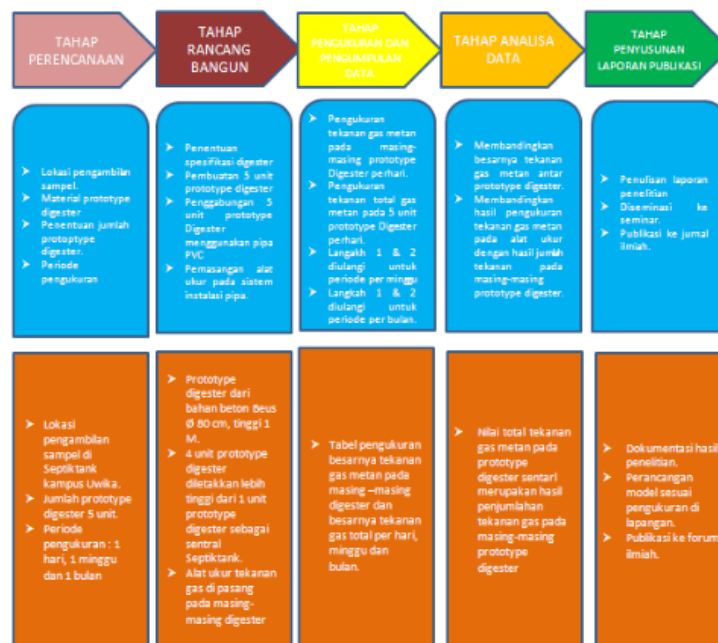 TAHAP
PERENCANAAN
TAHAP
RANCANG
BANGUN
TAHAP
PENGUKURAN DAN
PENGUMPULAN
DATA
TAHAP ANALISA
DATA
TAHAP
PENYUSUNAN
LAPORAN PUBLIKASI
➤ Lokasi pengambilan
sampel.
➤ Material prototype
digester
➤ Penentuan jumlah
protoptype
digester.
➤ Periode
pengukuran
➤ Penentuan
spesifikasi digester
➤ Pembuatan 5 unit
prototype digester
➤ Penggabungan 5
unit prototype
Digester
menggunakan pipa
PVC
➤ Pemasangan alat
ukur pada sistem
instalasi pipa.
➤ Pengukuran
tekanan gas metan
pada masing-
masing prototype
Digester perhari.
➤ Pengukuran
tekanan total gas
metan pada 5 unit
prototype Digester
perhari.
➤ Langakh 1 & 2
diulangi untuk
periode per minggu
➤ Langkah 1 & 2
diulangi untuk
periode per bulan.
➤ Membandingkan
besarnya tekanan
gas metan antar
prototype digester.
➤ Membandingkan
hasil pengukuran
tekanan gas metan
pada alat ukur
dengan hasil jumlah
tekanan pada
masing-masing
prototype digester.
➤ Penulisan laporan
penelitian
➤ Diseminasi ke
seminar.
➤ Publikasi ke jurnal
ilmiah.
➤ Lokasi
pengambilan
sampel di
Septiktank
kampus Uwika.
➤ Jumlah prototype
digester 5 unit.
➤ Periode
pengukuran : 1
hari, 1 minggu
dan 1 bulan
➤ Prototype
digester dari
bahan beton Beus
Ø 80 cm, tinggi 1
M.
➤ 4 unit prototype
digester
diletakkan lebih
tinggi dari 1 unit
prototype
digester sebagai
sentral
Septiktank.
➤ Alat ukur tekanan
gas di pasang
pada masing-
masing digester
➤ Tabel pengukuran
besarnya tekanan
gas metan pada
masing –masing
digester dan
besarnya tekanan
gas total per hari,
minggu dan
bulan.
➤ Nilai total tekanan
gas metan pada
prototype
digester sentarl
merupakan hasil
penjumlahan
tekanan gas pada
masing-masing
prototype
digester
➤ Dokumentasi hasil
penelitian.
➤ Perancangan
model sesuai
pengukuran di
lapangan.
➤ Publikasi ke forum
ilmiah.